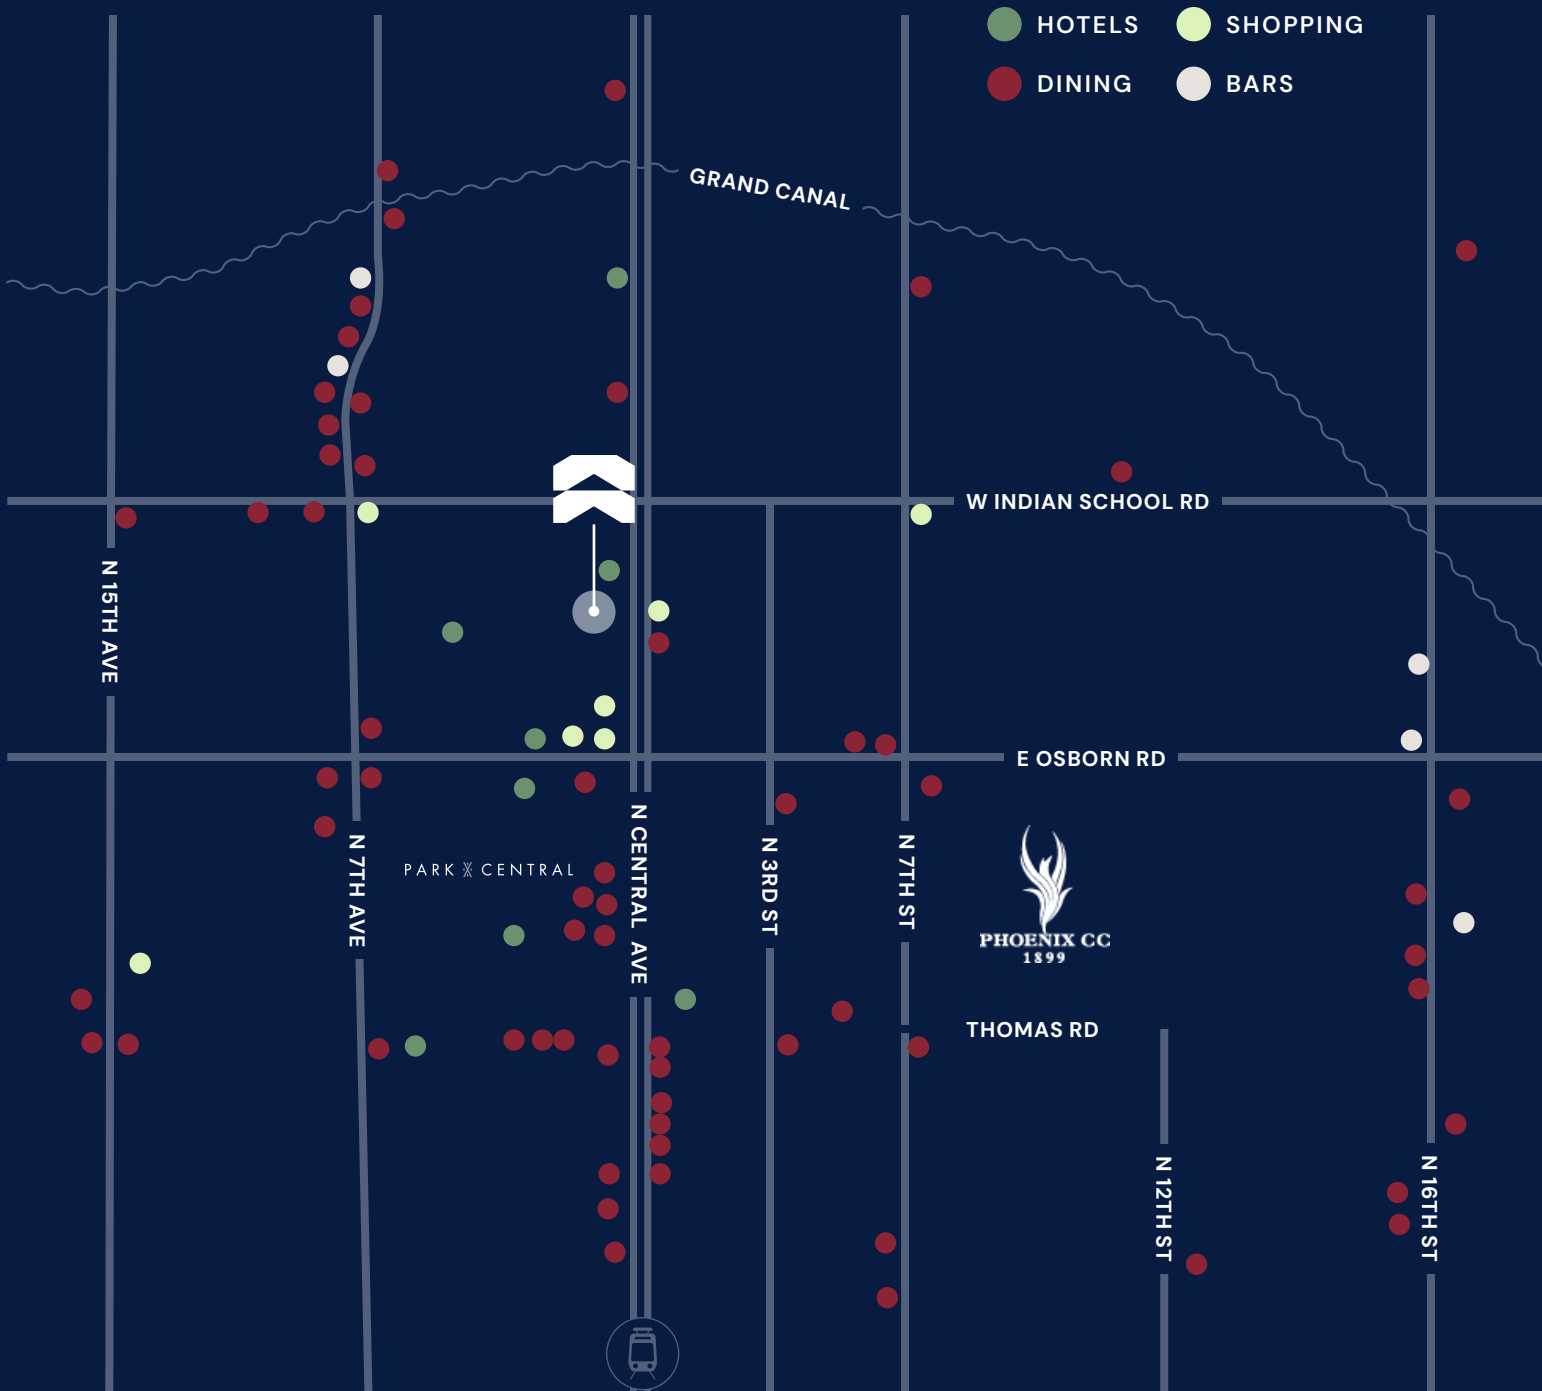 HOTELS
SHOPPING
DINING
BARS
GRAND CANAL
W INDIAN SCHOOL RD
N 15TH AVE
E OSBORN RD
N 7TH AVE
PARK CENTRAL
N CENTRAL AVE
N 3RD ST
N 7TH ST
PHOENIX CC
1899
THOMAS RD
N 12TH ST
N 16TH ST